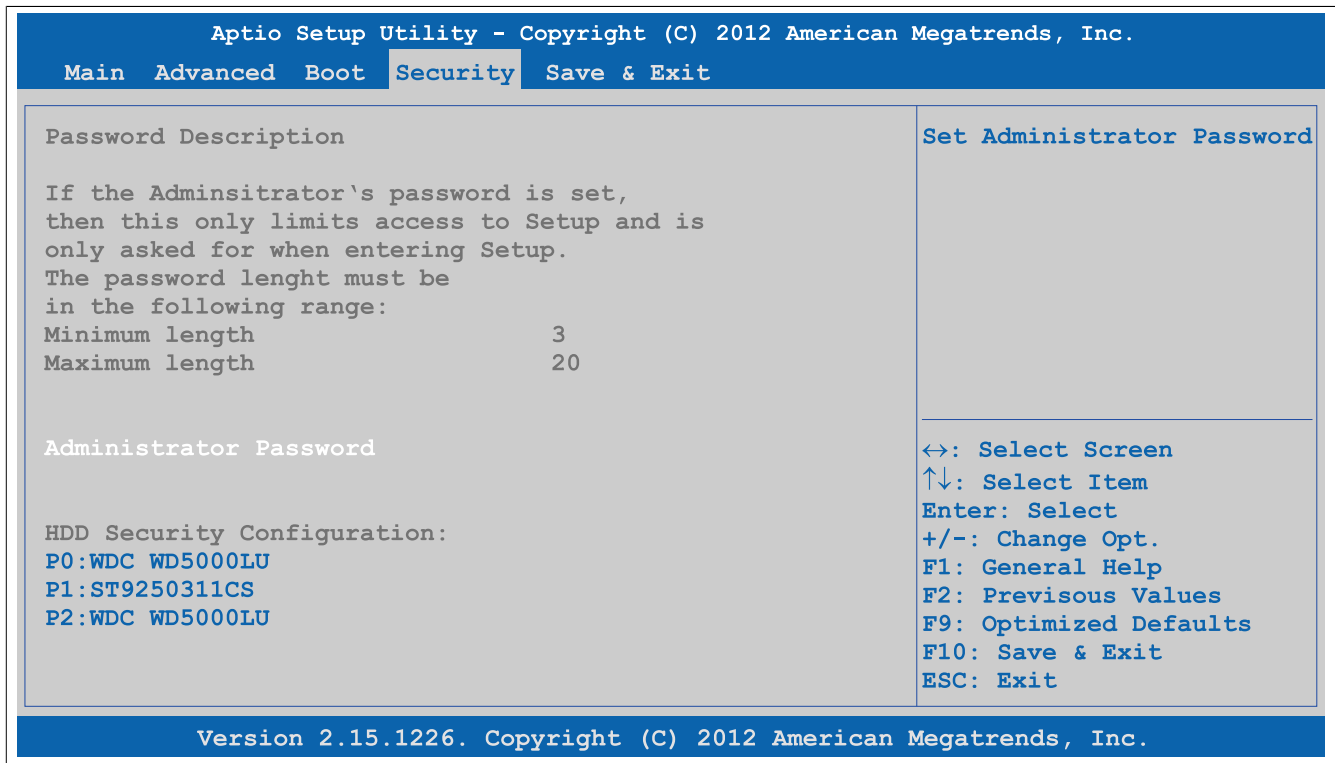 Aptio Setup Utility – Copyright (C) 2012 American Megatrends, Inc.
Main Advanced Boot Security Save & Exit
Password Description
If the Adminsitrator‘s password is set,
then this only limits access to Setup and is
only asked for when entering Setup.
The password lenght must be
in the following range:
Minimum length 3
Maximum length 20
Administrator Password
HDD Security Configuration:
P0:WDC WD5000LU
P1:ST9250311CS
P2:WDC WD5000LU
Set Administrator Password
↔: Select Screen
↑↓: Select Item
Enter: Select
+/-: Change Opt.
F1: General Help
F2: Previsous Values
F9: Optimized Defaults
F10: Save & Exit
ESC: Exit
Version 2.15.1226. Copyright (C) 2012 American Megatrends, Inc.